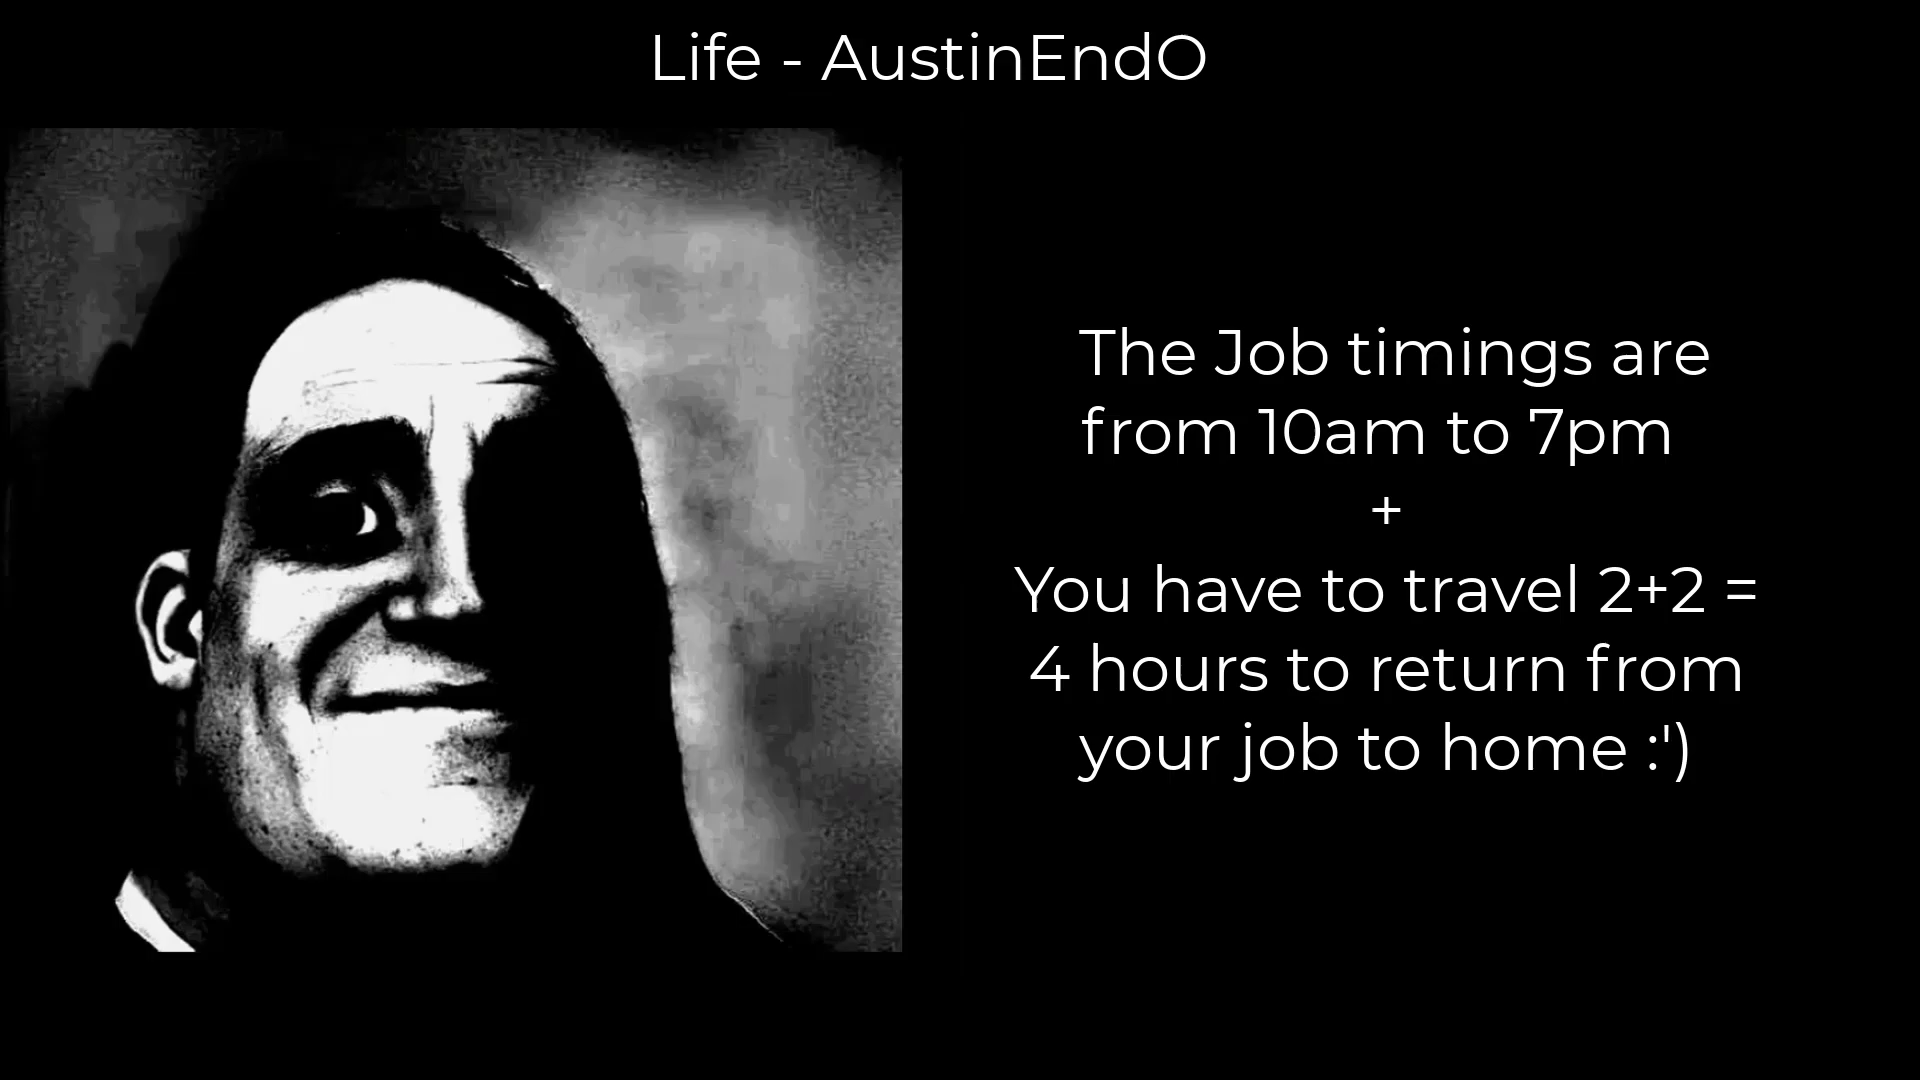 Life - AustinEndO
The Job timings are
from 10am to 7pm
+
You have to travel 2+2 =
4 hours to return from
your job to home :')